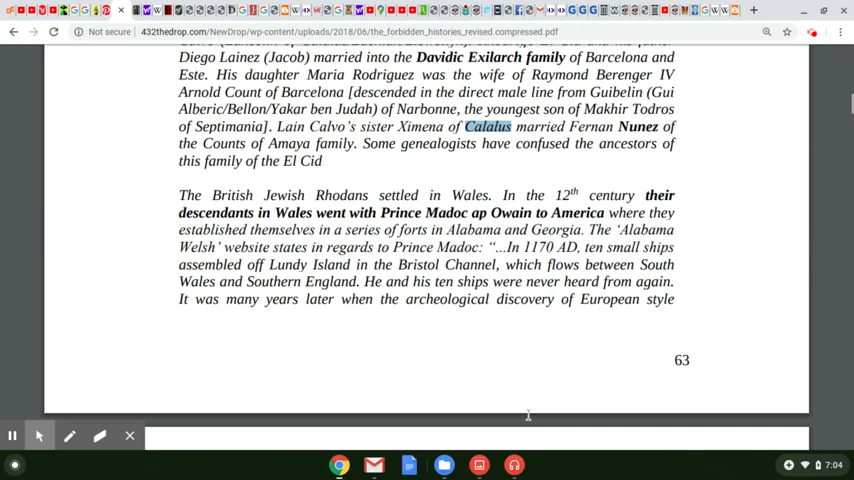 Not secure | 432thedrop.com/NewDrop/wp-content/uploads/2018/06/the_forbidden_histories_revised.compressed.pdf
Diego Lainez (Jacob) married into the Davidic Exilarch family of Barcelona and
Este. His daughter Maria Rodriguez was the wife of Raymond Berenger IV
Arnold Count of Barcelona [descended in the direct male line from Guibelin (Gui
Alberic/Bellon/Yakar ben Judah) of Narbonne, the youngest son of Makhir Todros
of Septimania]. Lain Calvo's sister Ximena of Calalus married Fernan Nunez of
the Counts of Amaya family. Some genealogists have confused the ancestors of
this family of the El Cid
The British Jewish Rhodans settled in Wales. In the 12th century their
descendants in Wales went with Prince Madoc ap Owain to America where they
established themselves in a series of forts in Alabama and Georgia. The 'Alabama
Welsh' website states in regards to Prince Madoc: "...In 1170 AD, ten small ships
assembled off Lundy Island in the Bristol Channel, which flows between South
Wales and Southern England. He and his ten ships were never heard from again.
It was many years later when the archeological discovery of European style
63
7:04